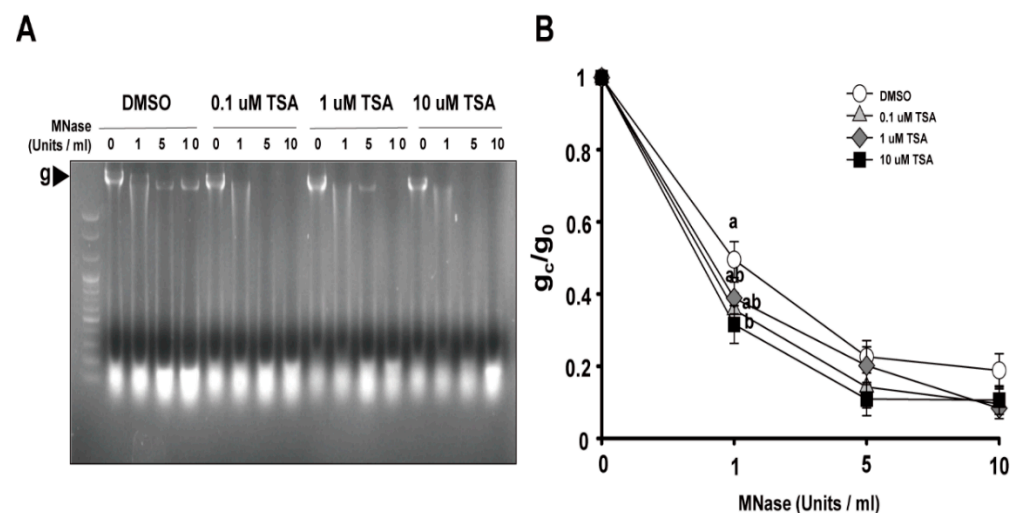 A
DMSO 0.1 uM TSA 1 uM TSA 10 uM TSA
MNase
(Units / ml) 0 1 5 10 0 1 5 10 0 1 5 10 0 1 5 10
g
B
1
0.8
0.6
0.4
0.2
0
gc/g0
a
ab
ab
b
DMSO
0.1 uM TSA
1 uM TSA
10 uM TSA
0 1 5 10
MNase (Units / ml)